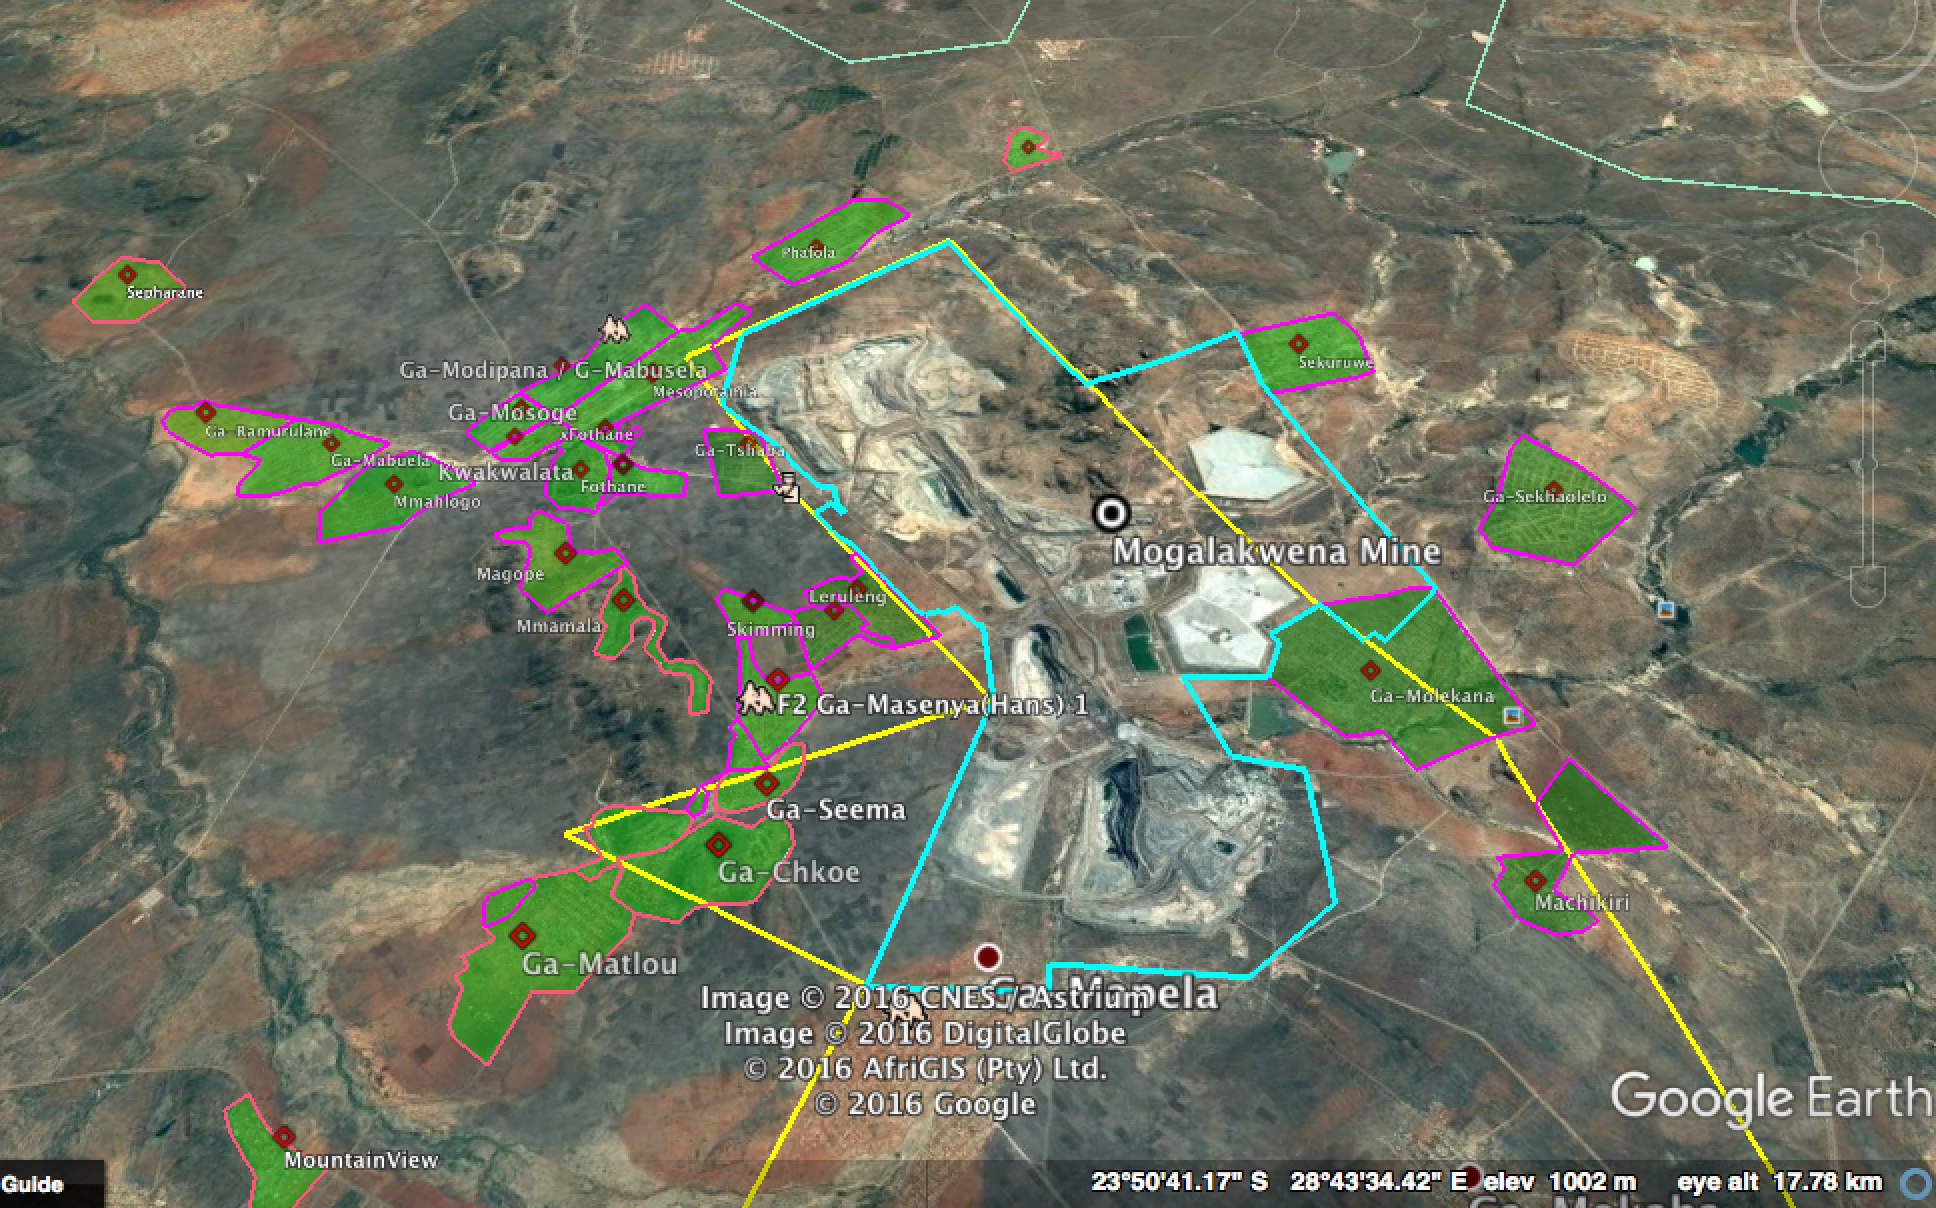 Phafola
Sepharane
Sekuruwe
Ga-Modipana / G-Mabusela
Mesopotamia
Ga-Mosoge
xFothane
Ga-Ramurulane
Ga-Mabuela
Ga-Tshaba
Kwakwalata
Fothane
Mmahlogo
Ga-Sekhaolelo
Mogalakwena Mine
Magope
Leruleng
Mmamala
Skimming
Ga-Molekana
F2 Ga-Masenya(Hans) 1
Ga-Seema
Ga-Chkoe
Machikiri
Ga-Matlou
Ga-Mapela
Image © 2016 CNES / Astrium
Image © 2016 DigitalGlobe
© 2016 AfriGIS (Pty) Ltd.
© 2016 Google
Google Earth
MountainView
Guide
23°50'41.17" S 28°43'34.42" E elev 1002 m eye alt 17.78 km